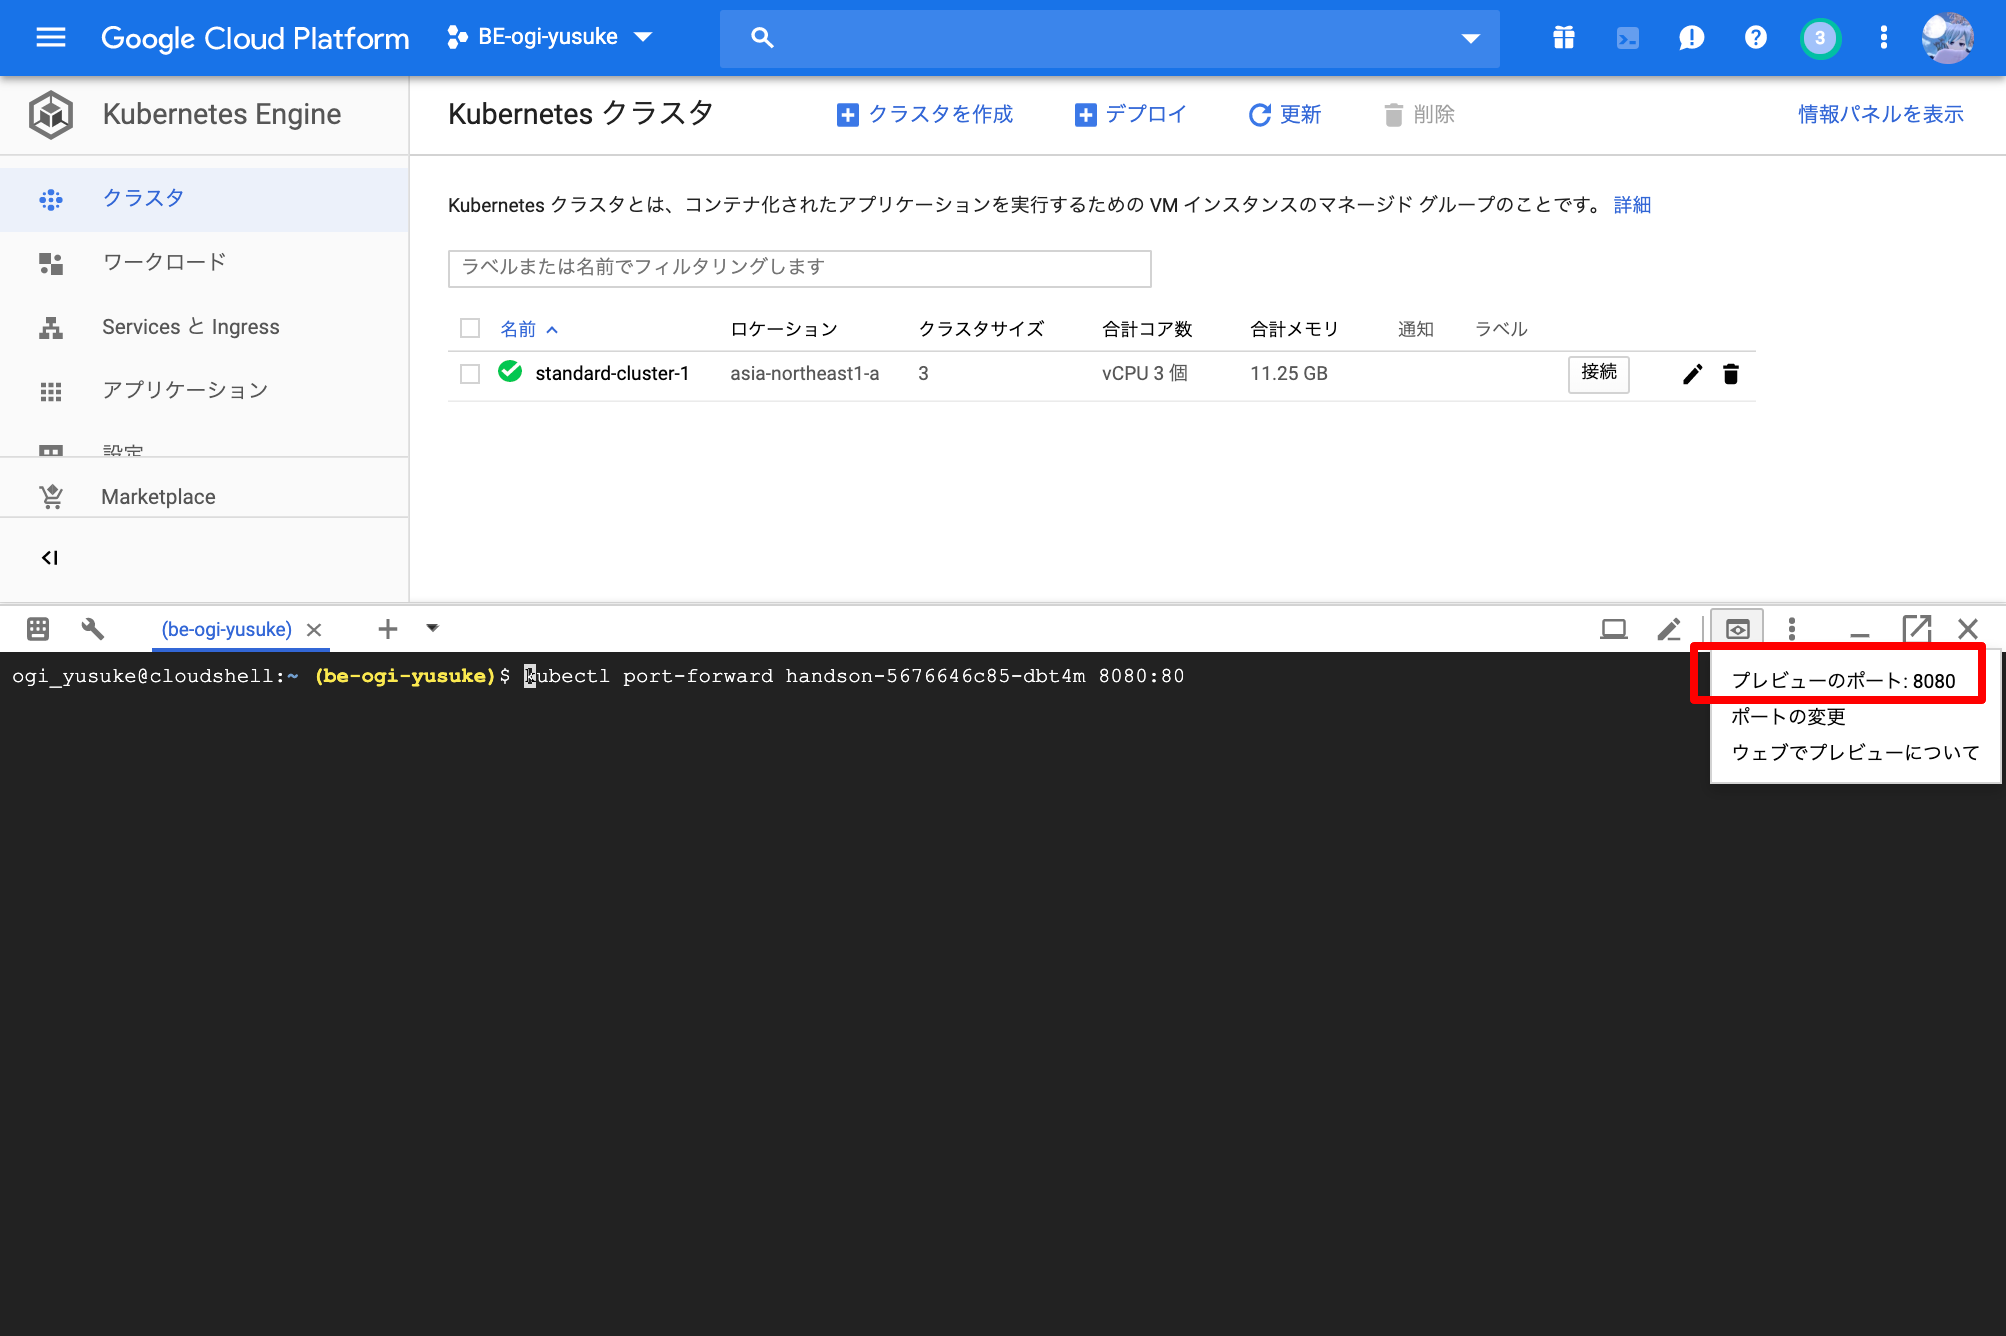 Google Cloud Platform BE-ogi-yusuke 3
Kubernetes Engine
Kubernetes クラスタ クラスタを作成 デプロイ 更新 削除 情報パネルを表示
クラスタ
ワークロード
Services と Ingress
アプリケーション
設定
Marketplace
Kubernetes クラスタとは、コンテナ化されたアプリケーションを実行するための VM インスタンスのマネージド グループのことです。 詳細
ラベルまたは名前でフィルタリングします
名前 ロケーション クラスタサイズ 合計コア数 合計メモリ 通知 ラベル
standard-cluster-1 asia-northeast1-a 3 vCPU 3 個 11.25 GB 接続
(be-ogi-yusuke)
ogi_yusuke@cloudshell:~ (be-ogi-yusuke)$ kubectl port-forward handson-5676646c85-dbt4m 8080:80
プレビューのポート: 8080
ポートの変更
ウェブでプレビューについて